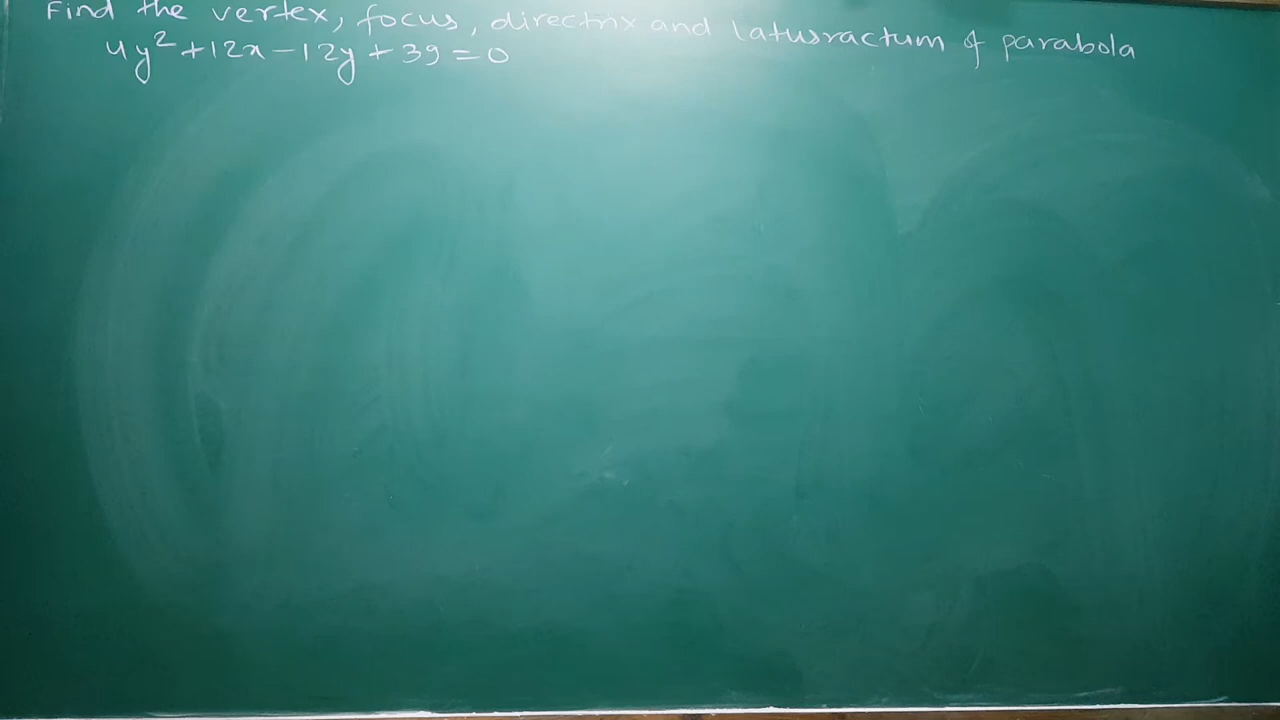 Find the vertex, focus, directrix and latusractum of parabola
4y²+12x-12y+39=0